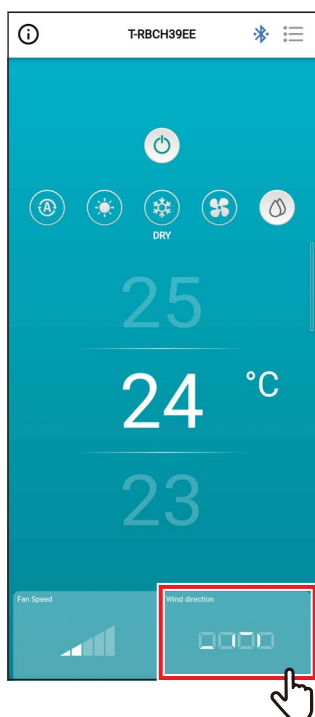 T-RBCH39EE
A
DRY
25
24 °C
23
Fan Speed
Wind direction